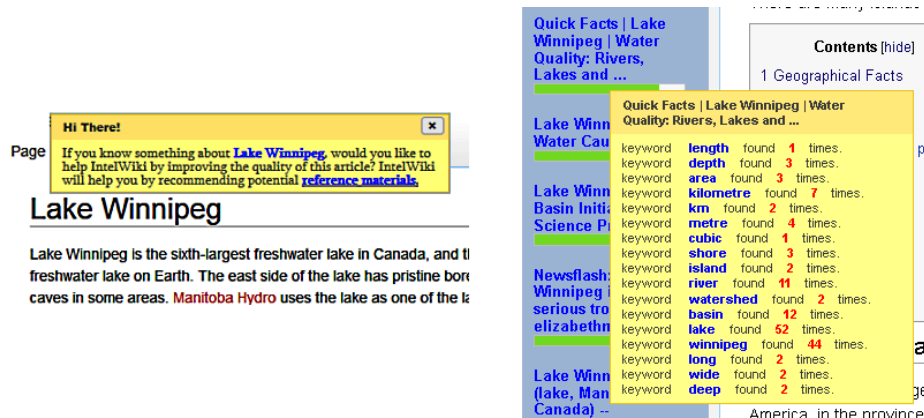 Hi There!
Page
If you know something about Lake Winnipeg, would you like to
help IntelWiki by improving the quality of this article? IntelWiki
will help you by recommending potential reference materials.
Lake Winnipeg
Lake Winnipeg is the sixth-largest freshwater lake in Canada, and
freshwater lake on Earth. The east side of the lake has pristine
caves in some areas. Manitoba Hydro uses the lake as one of the
Quick Facts | Lake
Winnipeg | Water
Quality: Rivers,
Lakes and ...
Lake Winn
Water Cau
Lake Winn
Basin Initia
Science P
Newsflash:
Winnipeg i
serious tro
elizabethn
Lake Winn
(lake, Man
Canada) --
Contents [hide]
1 Geographical Facts
Quick Facts | Lake Winnipeg | Water
Quality: Rivers, Lakes and ...
keyword length found 1 times.
keyword depth found 3 times.
keyword area found 3 times.
keyword kilometre found 7 times.
keyword km found 2 times.
keyword metre found 4 times.
keyword cubic found 1 times.
keyword shore found 3 times.
keyword island found 2 times.
keyword river found 11 times.
keyword watershed found 2 times.
keyword basin found 12 times.
keyword lake found 52 times.
keyword winnipeg found 44 times.
keyword long found 2 times.
keyword wide found 2 times.
keyword deep found 2 times.
America, in the province